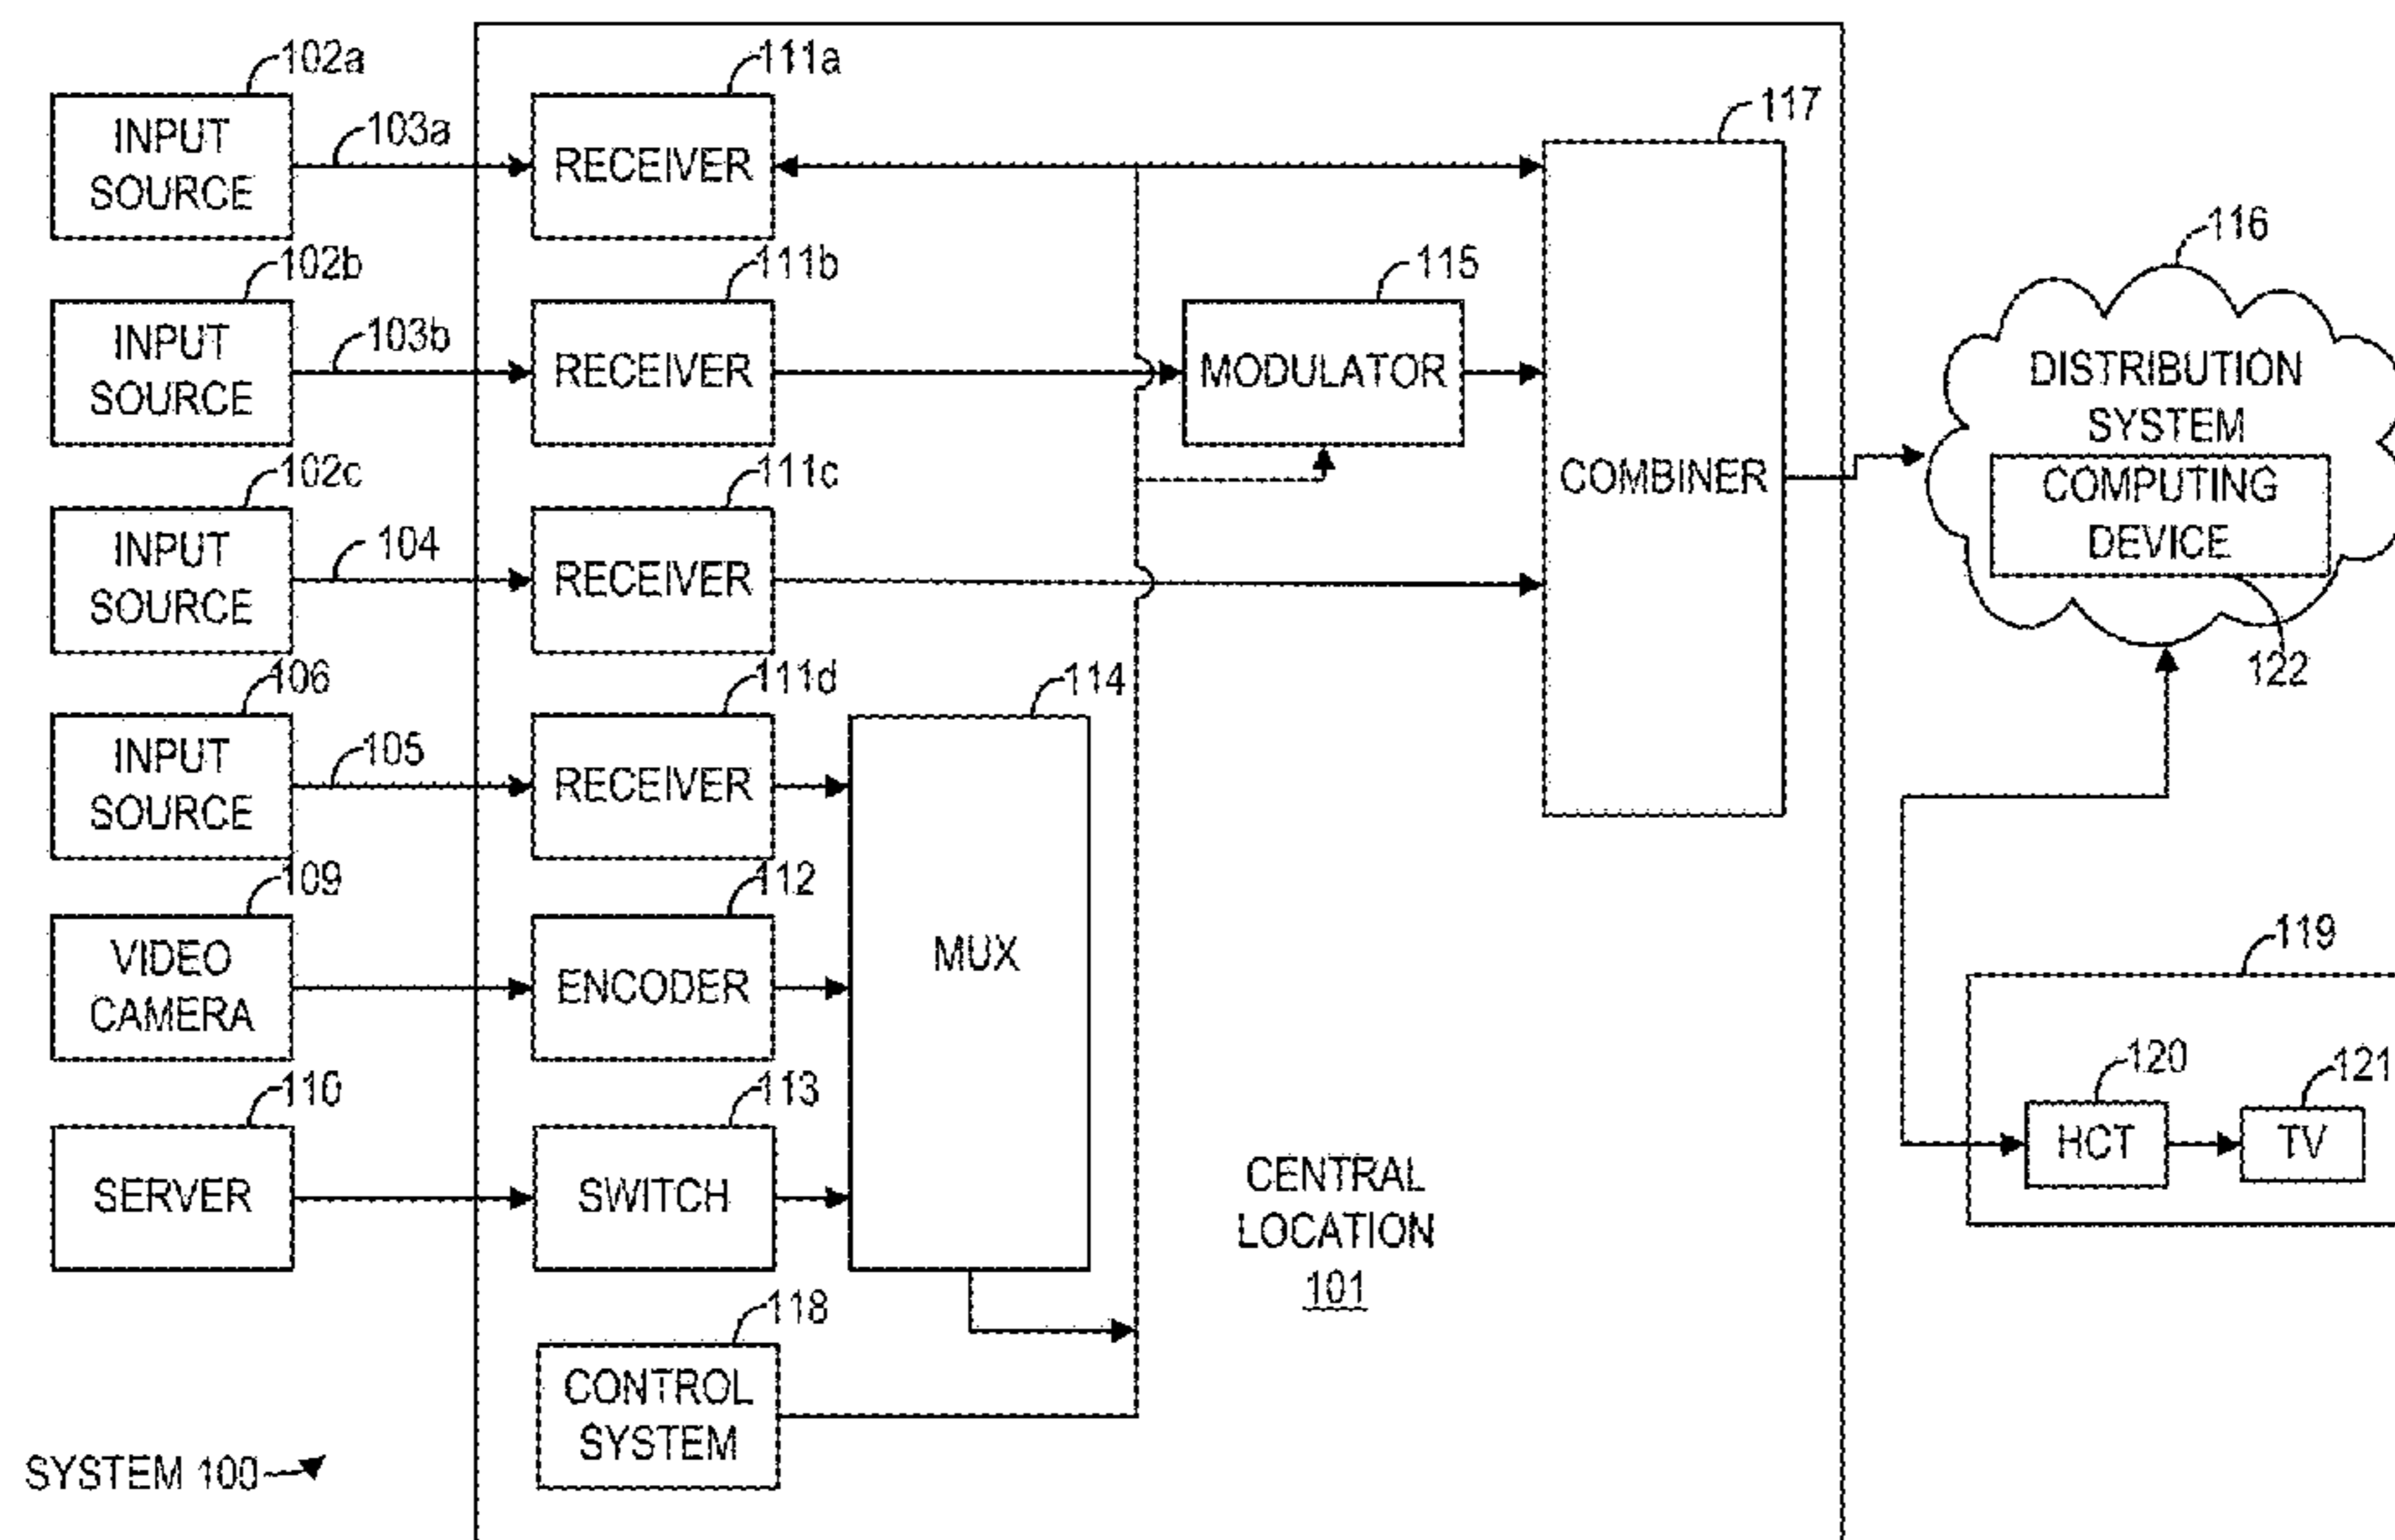 102a
111a
117
INPUT
SOURCE
103a
RECEIVER
102b
111b
115
116
INPUT
SOURCE
103b
RECEIVER
MODULATOR
DISTRIBUTION
SYSTEM
COMPUTING
DEVICE
122
102c
111c
COMBINER
INPUT
SOURCE
104
RECEIVER
106
111d
114
INPUT
SOURCE
105
RECEIVER
109
112
MUX
119
VIDEO
CAMERA
ENCODER
110
113
120
121
HCT
TV
SERVER
SWITCH
CENTRAL
LOCATION
101
118
CONTROL
SYSTEM
SYSTEM 100